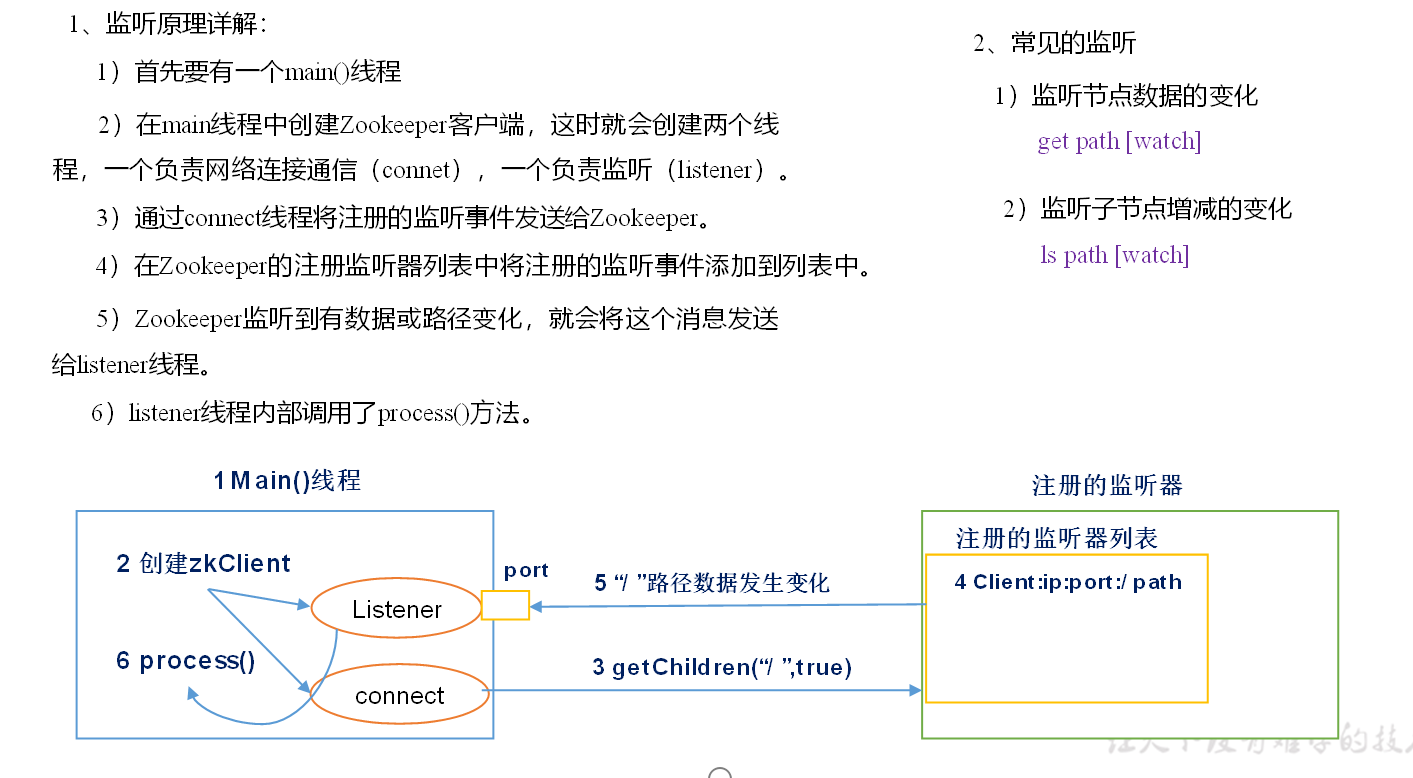 1、监听原理详解：
1）首先要有一个main()线程
2）在main线程中创建Zookeeper客户端，这时就会创建两个线
程，一个负责网络连接通信（connet），一个负责监听（listener）。
3）通过connect线程将注册的监听事件发送给Zookeeper。
4）在Zookeeper的注册监听器列表中将注册的监听事件添加到列表中。
5）Zookeeper监听到有数据或路径变化，就会将这个消息发送
给listener线程。
6）listener线程内部调用了process()方法。
2、常见的监听
1）监听节点数据的变化
get path [watch]
2）监听子节点增减的变化
ls path [watch]
1 Main()线程
2 创建zkClient
Listener
port
6 process()
connect
5 “/ ”路径数据发生变化
3 getChildren(“/ ”,true)
注册的监听器
注册的监听器列表
4 Client:ip:port:/ path